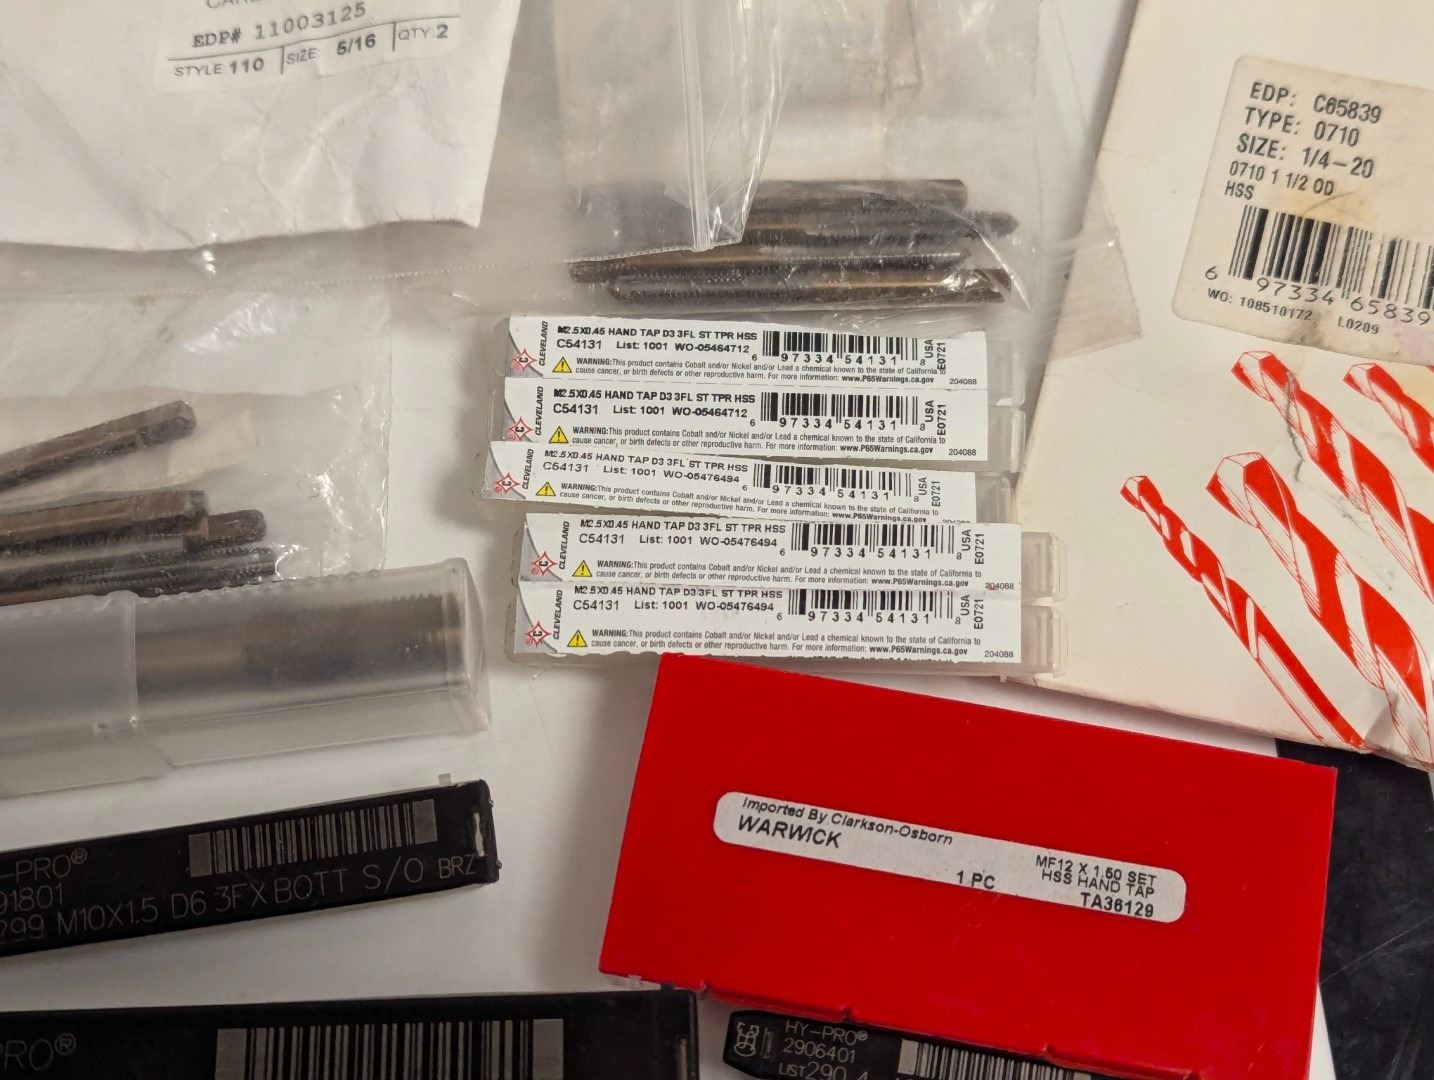 EDP# 11003125
STYLE 110 SIZE 5/16 QTY 2
EDP: C65839
TYPE: 0710
SIZE: 1/4-20
0710 1 1/2 OD
HSS
6 97334 65839
WO: 108510172 L0209
CLEVELAND
M2.5X0.45 HAND TAP D3 3FL ST TPR HSS
C54131 List: 1001 WO-05464712
6 97334 54131 8
USA
E0721
WARNING: This product contains Cobalt and/or Nickel and/or Lead a chemical known to the state of California to
cause cancer, or birth defects or other reproductive harm. For more information: www.P65Warnings.ca.gov
204088
CLEVELAND
M2.5X0.45 HAND TAP D3 3FL ST TPR HSS
C54131 List: 1001 WO-05464712
6 97334 54131 8
USA
E0721
WARNING: This product contains Cobalt and/or Nickel and/or Lead a chemical known to the state of California to
cause cancer, or birth defects or other reproductive harm. For more information: www.P65Warnings.ca.gov
204088
CLEVELAND
M2.5X0.45 HAND TAP D3 3FL ST TPR HSS
C54131 List: 1001 WO-05476494
6 97334 54131 8
USA
E0721
WARNING: This product contains Cobalt and/or Nickel and/or Lead a chemical known to the state of California to
cause cancer, or birth defects or other reproductive harm. For more information: www.P65Warnings.ca.gov
CLEVELAND
M2.5X0.45 HAND TAP D3 3FL ST TPR HSS
C54131 List: 1001 WO-05476494
6 97334 54131 8
USA
E0721
WARNING: This product contains Cobalt and/or Nickel and/or Lead a chemical known to the state of California to
cause cancer, or birth defects or other reproductive harm. For more information: www.P65Warnings.ca.gov
204088
CLEVELAND
M2.5X0.45 HAND TAP D3 3FL ST TPR HSS
C54131 List: 1001 WO-05476494
6 97334 54131 8
USA
E0721
WARNING: This product contains Cobalt and/or Nickel and/or Lead a chemical known to the state of California to
cause cancer, or birth defects or other reproductive harm. For more information: www.P65Warnings.ca.gov
204088
Imported By Clarkson-Osborn
WARWICK
MF12 X 1.50 SET
1 PC HSS HAND TAP
TA36129
-PRO®
91801
299 M10X1.5 D6 3FX BOTT S/O BRZ
PRO®
HY-PRO®
2906401
LIST 290